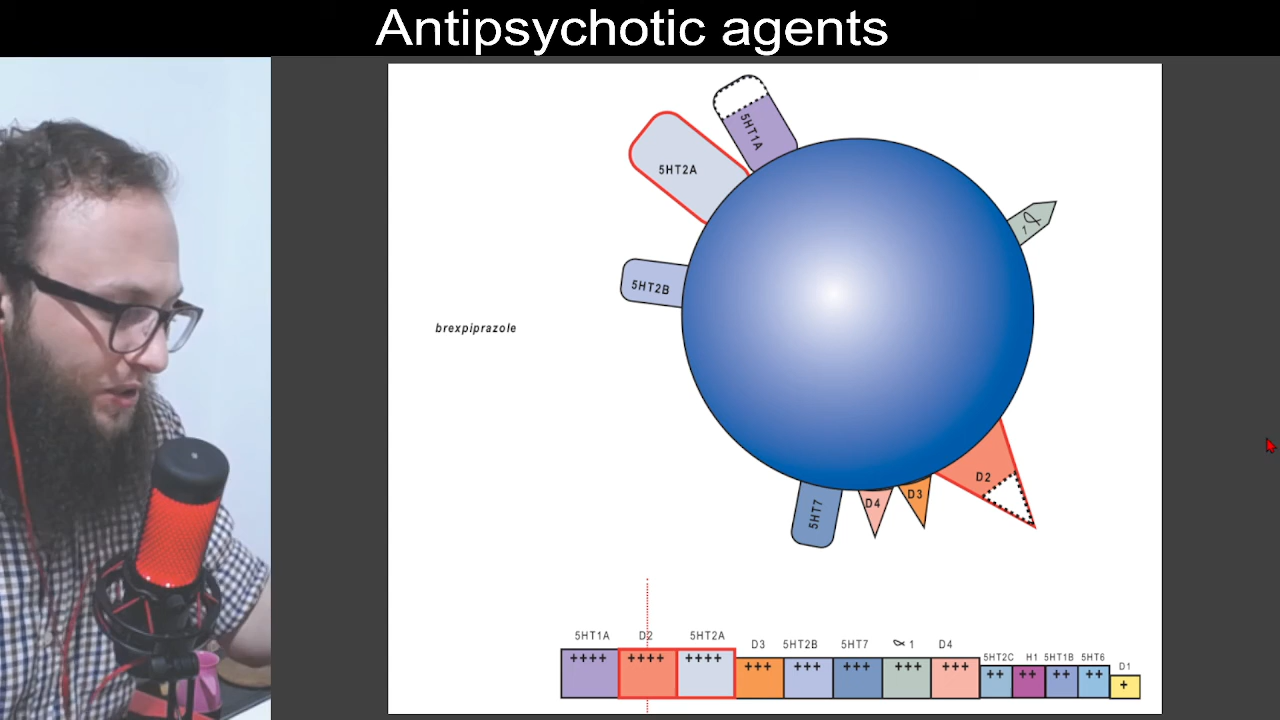 Antipsychotic agents
5HT1A
5HT2A
α1
5HT2B
brexpiprazole
D2
D3
D4
5HT7
5HT1A D2 5HT2A D3 5HT2B 5HT7 α 1 D4 5HT2C H1 5HT1B 5HT6 D1
++++ ++++ ++++ +++ +++ +++ +++ +++ ++ ++ ++ ++ +